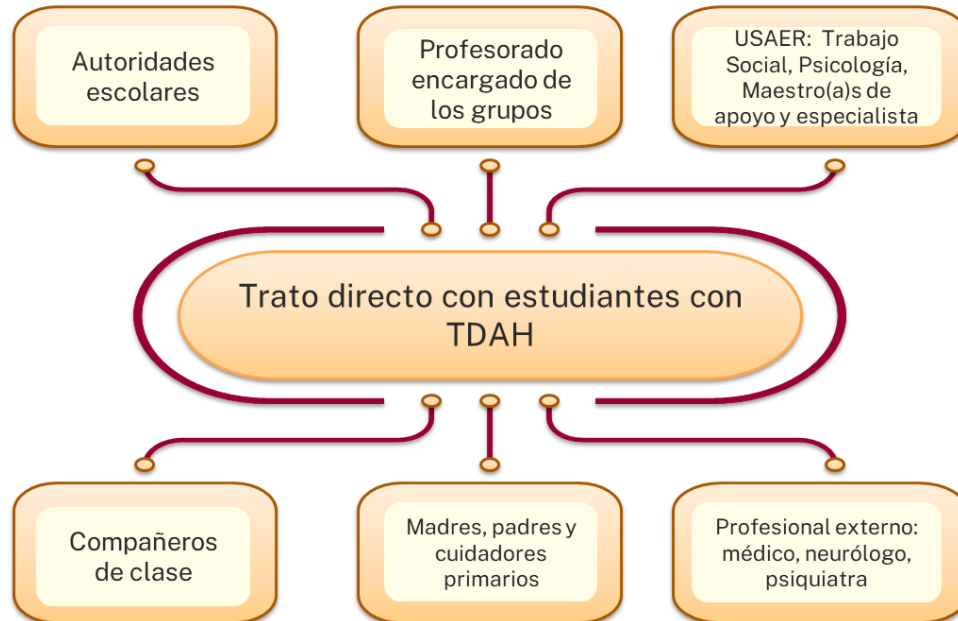 Autoridades
escolares
Profesorado
encargado de
los grupos
USAER: Trabajo
Social, Psicología,
Maestro(a)s de
apoyo y especialista
Trato directo con estudiantes con
TDAH
Compañeros
de clase
Madres, padres y
cuidadores
primarios
Profesional externo:
médico, neurólogo,
psiquiatra